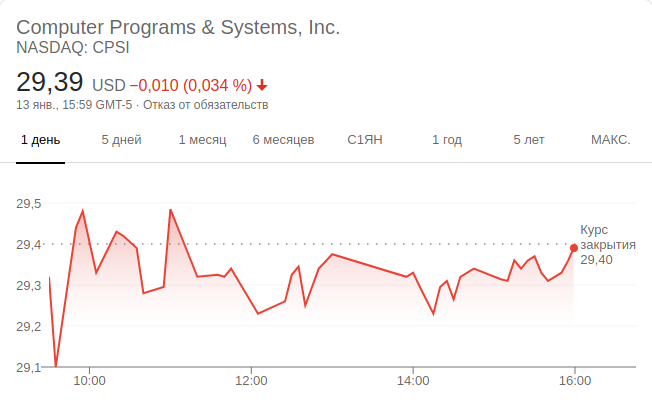 Computer Programs & Systems, Inc.
NASDAQ: CPSI
29,39 USD −0,010 (0,034 %)
13 янв., 15:59 GMT-5 · Отказ от обязательств
1 день 5 дней 1 месяц 6 месяцев С1ЯН 1 год 5 лет МАКС.
29,5
29,4
29,3
29,2
29,1
Курс
закрытия
29,40
10:00 12:00 14:00 16:00